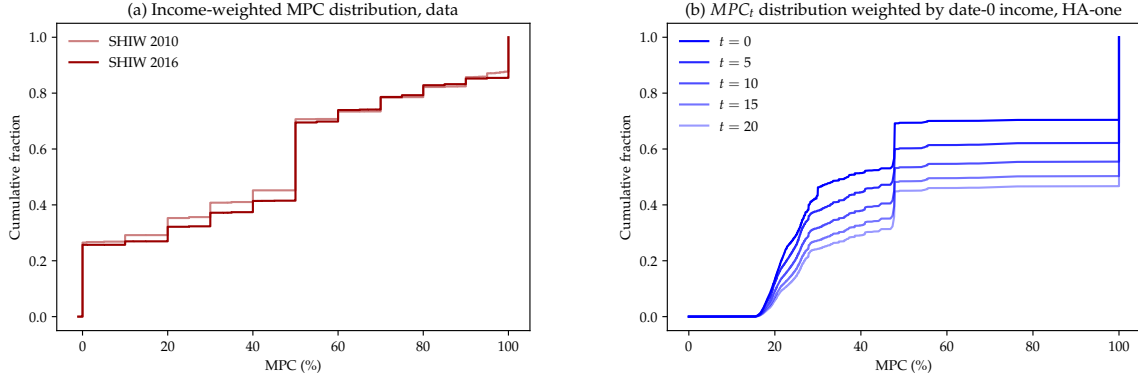 (a) Income-weighted MPC distribution, data
SHIW 2010
SHIW 2016
1.0
0.8
0.6
0.4
0.2
0.0
Cumulative fraction
0 20 40 60 80 100
MPC (%)
(b) MPCₜ distribution weighted by date-0 income, HA-one
t = 0
t = 5
t = 10
t = 15
t = 20
1.0
0.8
0.6
0.4
0.2
0.0
Cumulative fraction
0 20 40 60 80 100
MPC (%)